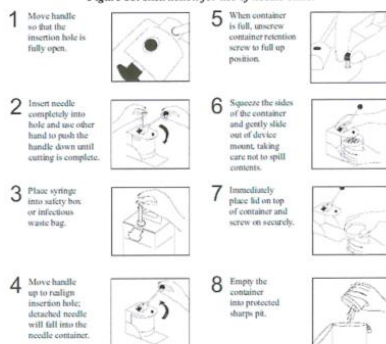 1 Move handle
so that the
insertion hole is
fully open.
2 Insert needle
completely into
hole and use other
hand to push the
handle down until
cutting is complete.
3 Place syringe
into safety box
or infectious
waste bag.
4 Move handle
up to realign
insertion hole;
detached needle
will fall into the
needle container.
5 When container
is full, unscrew
container retention
screw to full up
position.
6 Squeeze the sides
of the container
and gently slide
out of device
mount, taking
care not to spill
contents.
7 Immediately
place lid on top
of container and
screw on securely.
8 Empty the
container
into protected
sharps pit.